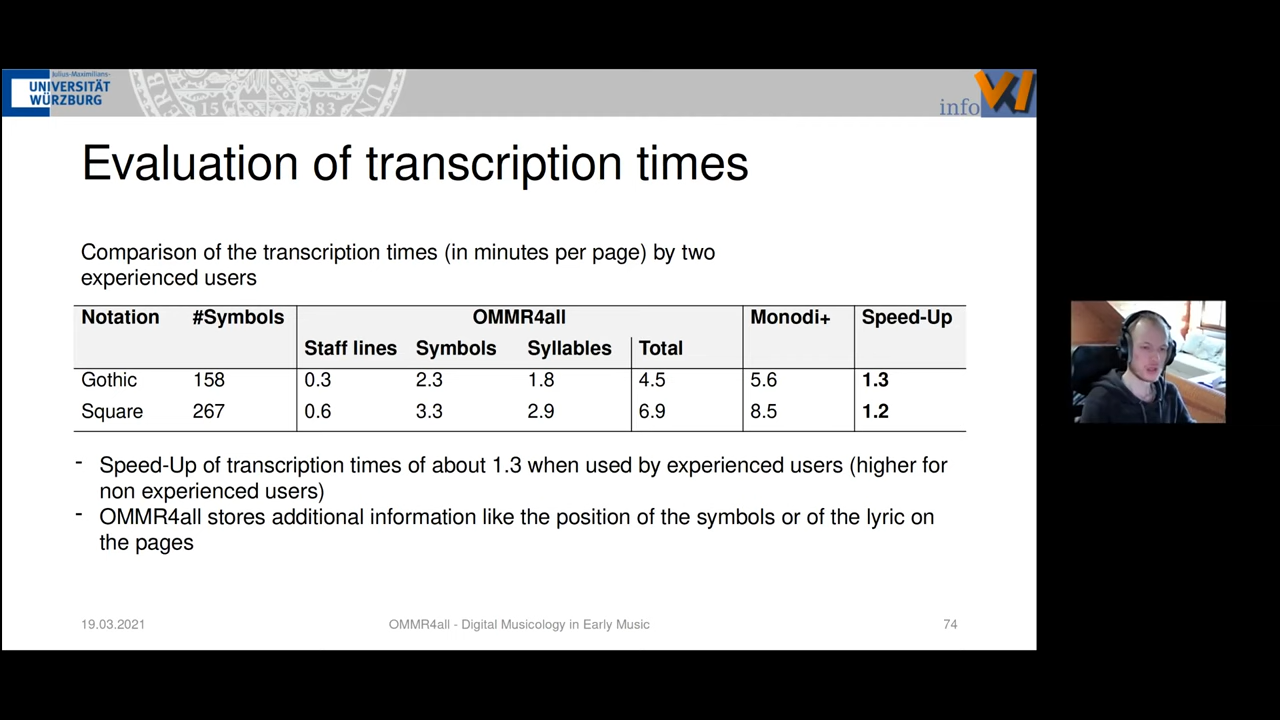 Julius-Maximilians-
UNIVERSITÄT
WÜRZBURG
15 83
info
Evaluation of transcription times
Comparison of the transcription times (in minutes per page) by two
experienced users
Notation #Symbols OMMR4all Monodi+ Speed-Up
Staff lines Symbols Syllables Total
Gothic 158 0.3 2.3 1.8 4.5 5.6 1.3
Square 267 0.6 3.3 2.9 6.9 8.5 1.2
- Speed-Up of transcription times of about 1.3 when used by experienced users (higher for
non experienced users)
- OMMR4all stores additional information like the position of the symbols or of the lyric on
the pages
19.03.2021 OMMR4all - Digital Musicology in Early Music 74